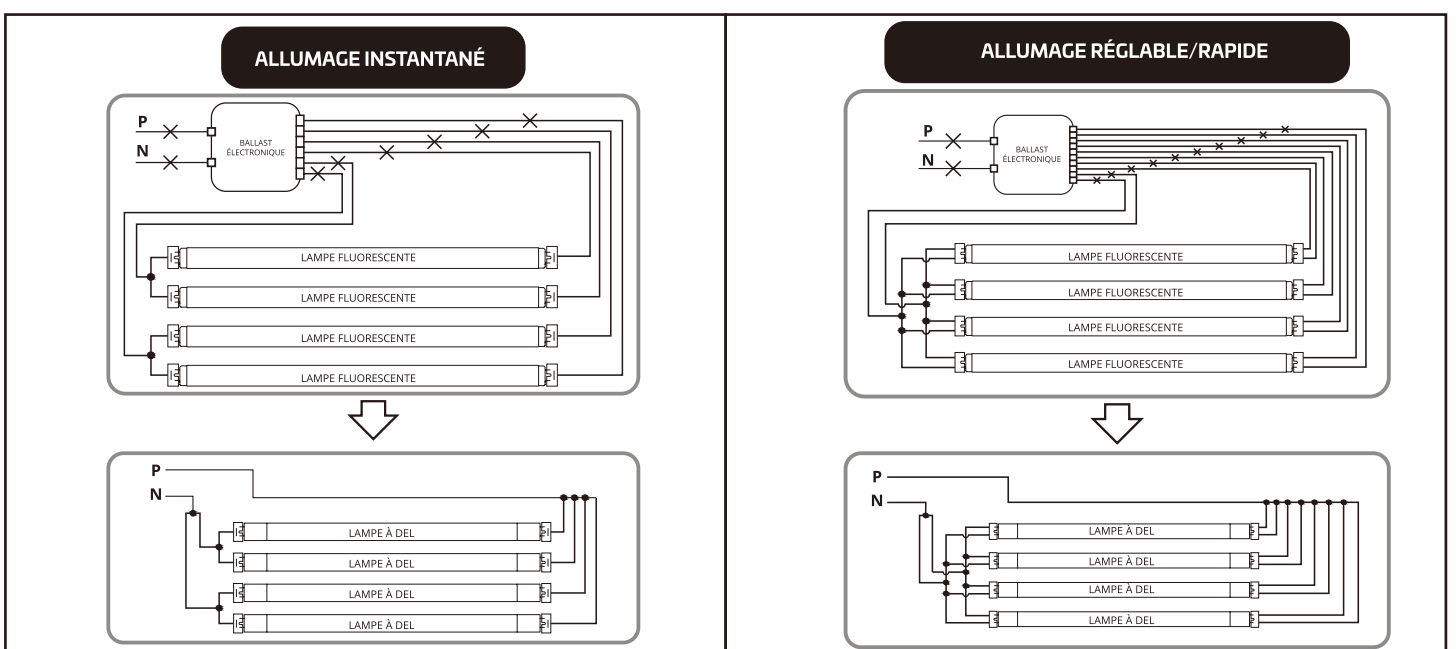 ALLUMAGE INSTANTANÉ
P
N
BALLAST
ÉLECTRONIQUE
LAMPE FLUORESCENTE
LAMPE FLUORESCENTE
LAMPE FLUORESCENTE
LAMPE FLUORESCENTE
P
N
LAMPE À DEL
LAMPE À DEL
LAMPE À DEL
LAMPE À DEL
ALLUMAGE RÉGLABLE/RAPIDE
P
N
BALLAST
ÉLECTRONIQUE
LAMPE FLUORESCENTE
LAMPE FLUORESCENTE
LAMPE FLUORESCENTE
LAMPE FLUORESCENTE
P
N
LAMPE À DEL
LAMPE À DEL
LAMPE À DEL
LAMPE À DEL